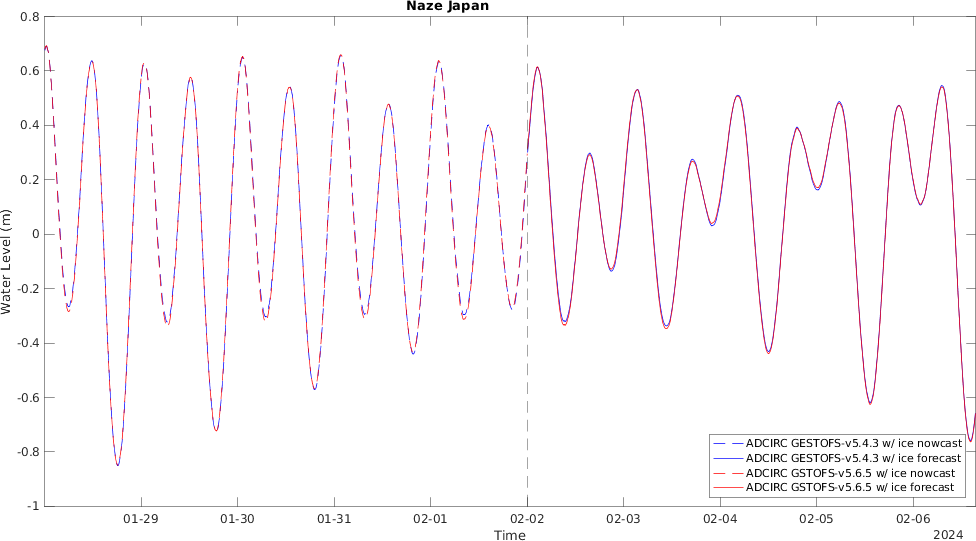 Naze Japan
0.8
0.6
0.4
0.2
0
-0.2
-0.4
-0.6
-0.8
-1
Water Level (m)
01-29 01-30 01-31 02-01 02-02 02-03 02-04 02-05 02-06
Time
2024
ADCIRC GESTOFS-v5.4.3 w/ ice nowcast
ADCIRC GESTOFS-v5.4.3 w/ ice forecast
ADCIRC GSTOFS-v5.6.5 w/ ice nowcast
ADCIRC GSTOFS-v5.6.5 w/ ice forecast